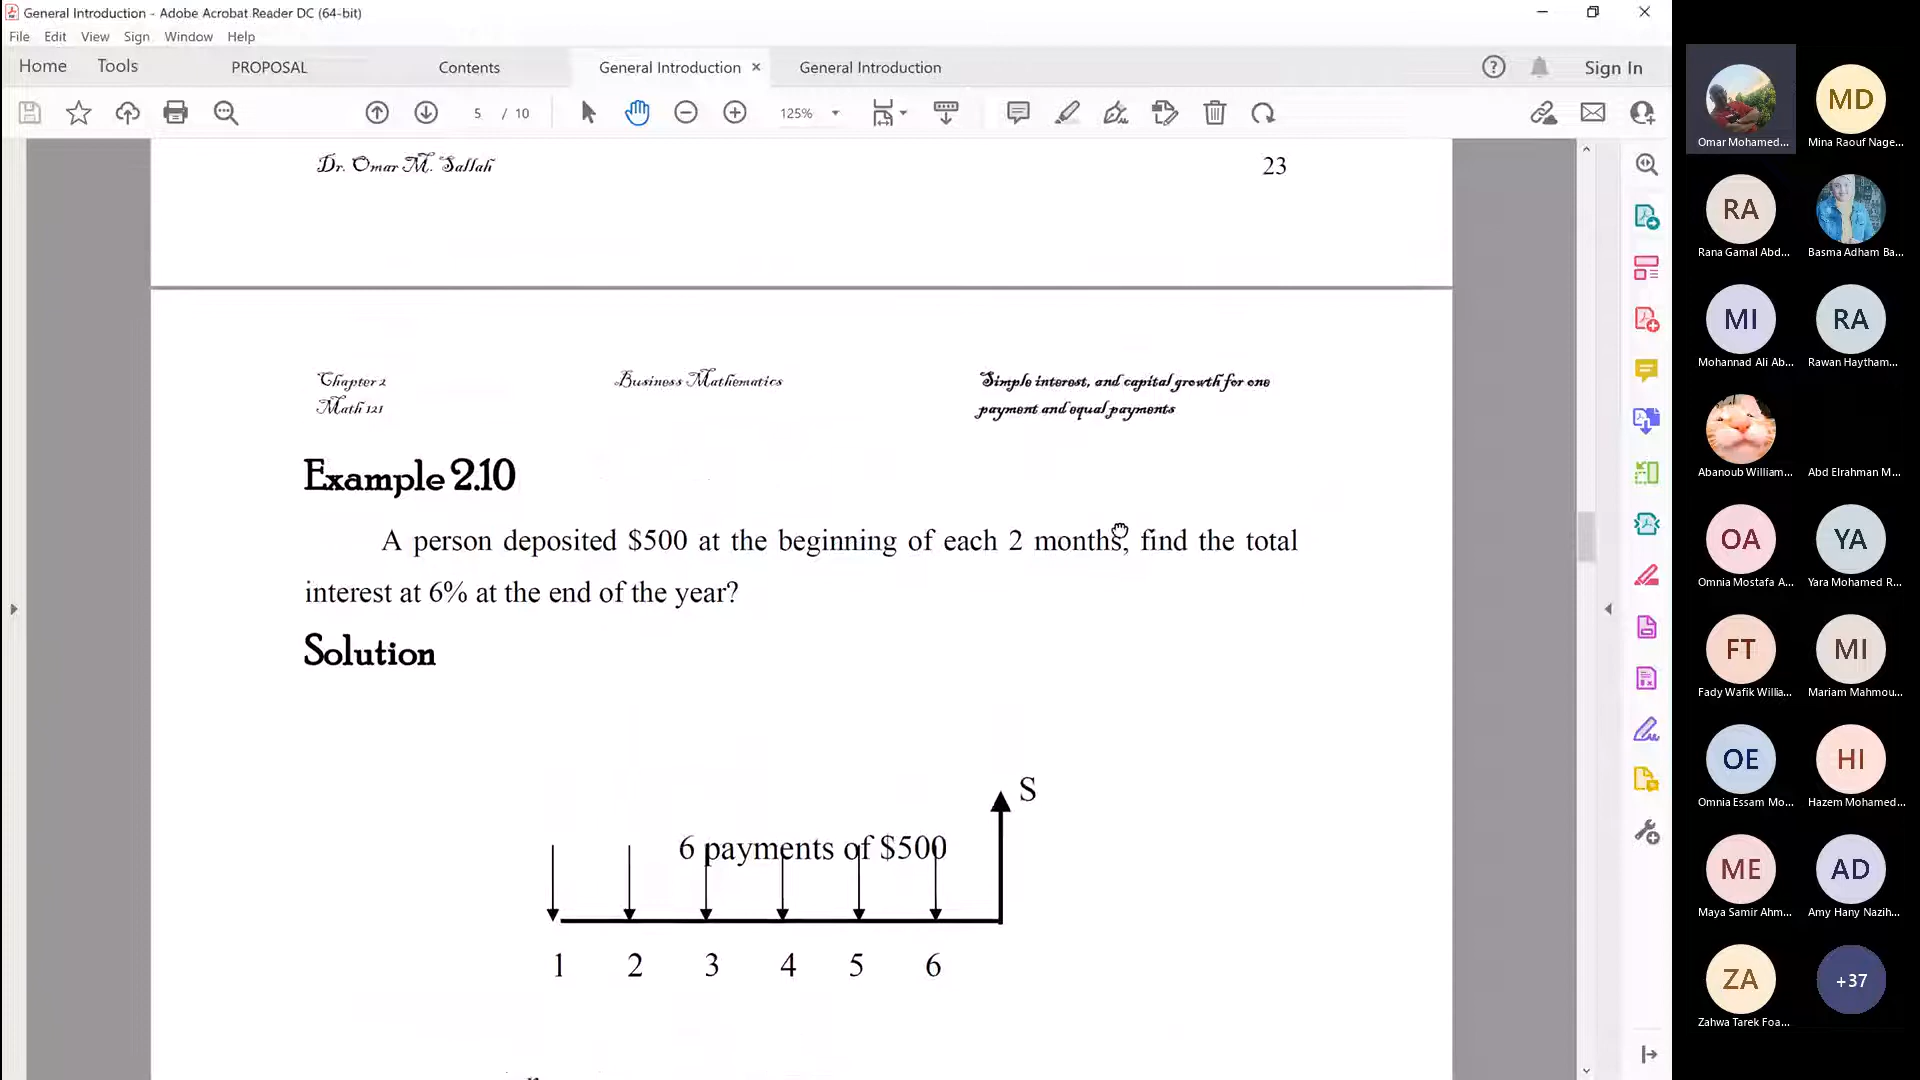 General Introduction - Adobe Acrobat Reader DC (64-bit)
File Edit View Sign Window Help
Home Tools PROPOSAL Contents General Introduction × General Introduction Sign In
5 / 10 125%
Dr. Omar M. Sallah 23
Chapter 2 Business Mathematics Simple interest, and capital growth for one
Math 121 payment and equal payments
Example 2.10
A person deposited $500 at the beginning of each 2 months, find the total
interest at 6% at the end of the year?
Solution
S
6 payments of $500
1 2 3 4 5 6
Omar Mohamed...
MD
Mina Raouf Nage...
RA
Rana Gamal Abd...
Basma Adham Ba...
MI
Mohannad Ali Ab...
RA
Rawan Haytham...
Abanoub William...
Abd Elrahman M...
OA
Omnia Mostafa A...
YA
Yara Mohamed R...
FT
Fady Wafik Willia...
MI
Mariam Mahmou...
OE
Omnia Essam Mo...
HI
Hazem Mohamed...
ME
Maya Samir Ahm...
AD
Amy Hany Nazih...
ZA
Zahwa Tarek Foa...
+37